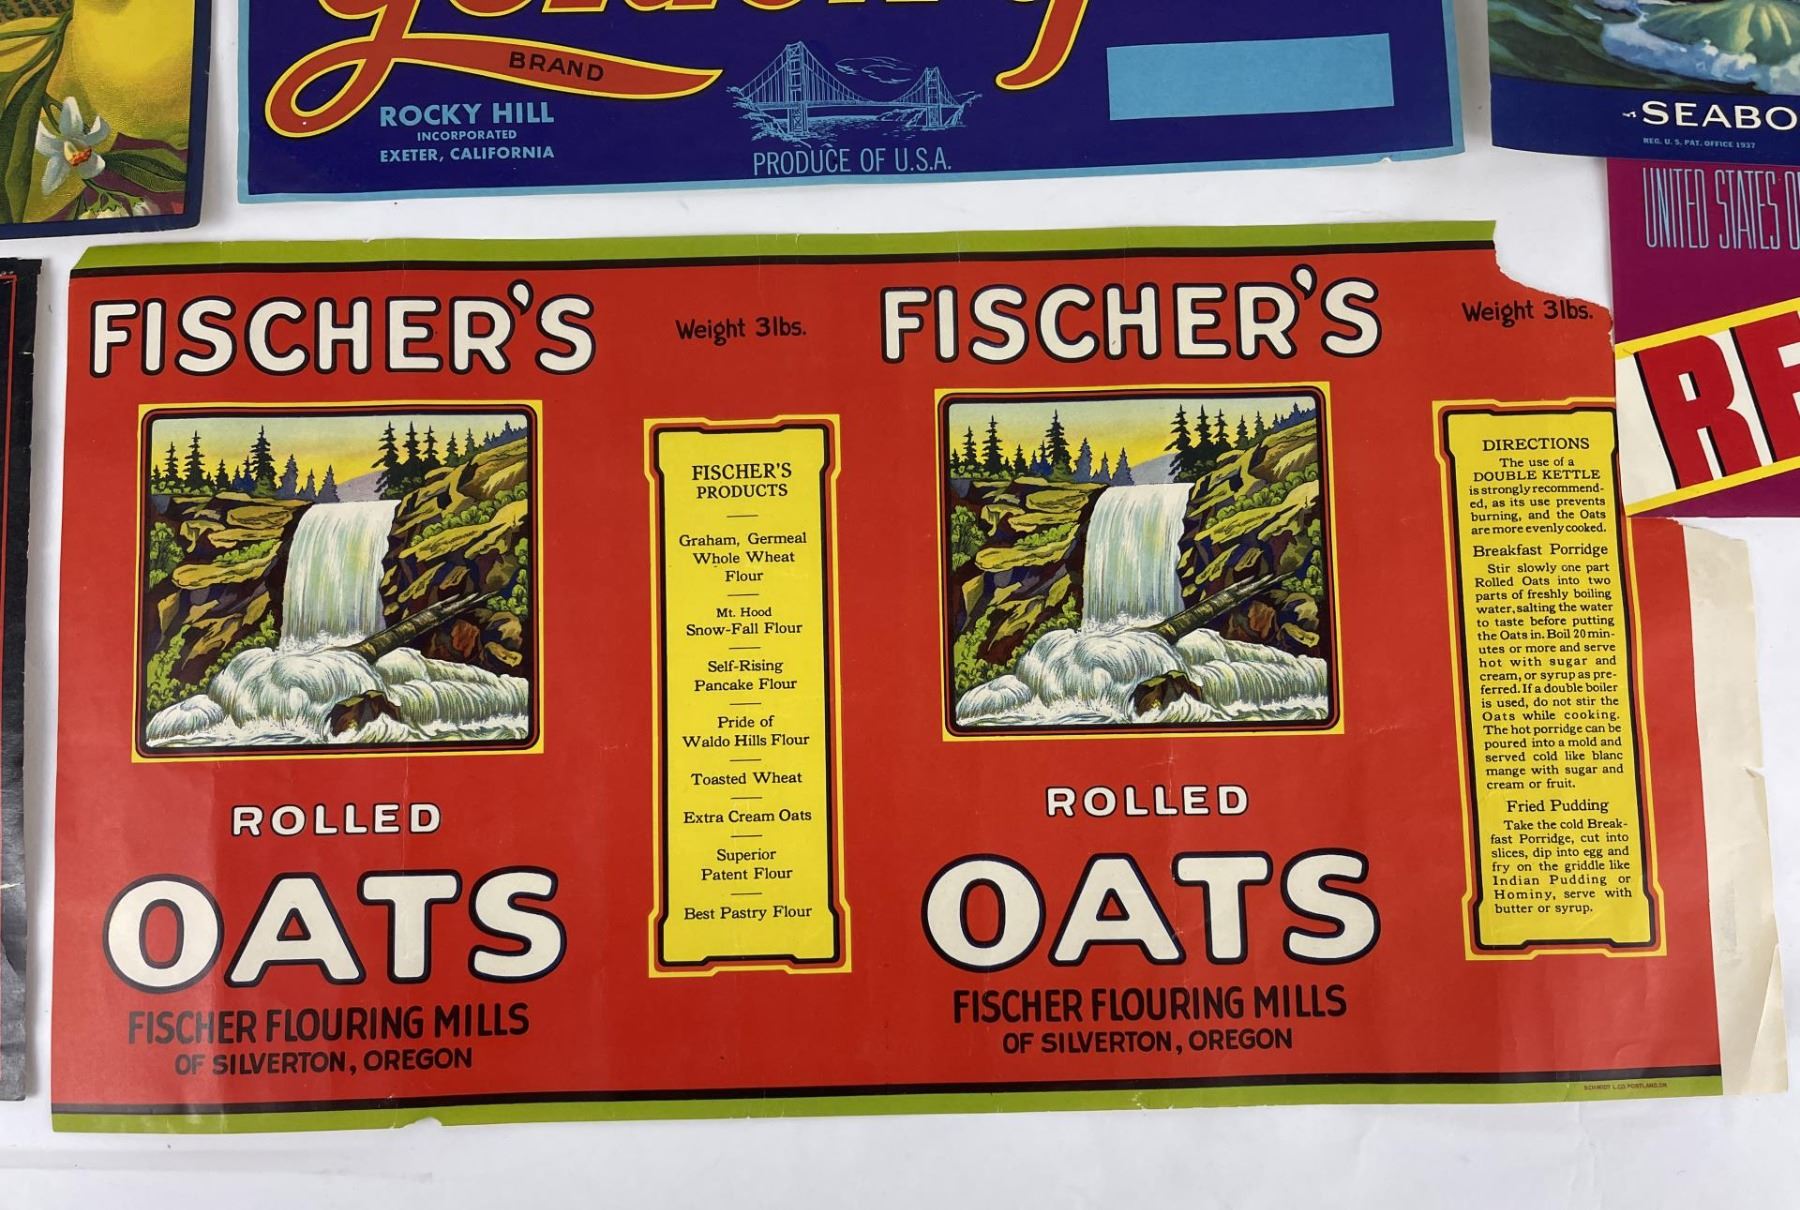 BRAND
ROCKY HILL
INCORPORATED
EXETER, CALIFORNIA
PRODUCE OF U.S.A.
SEABO
REG. U. S. PAT. OFFICE 1937
UNITED STATES
RE
FISCHER'S
ROLLED
OATS
FISCHER FLOURING MILLS
OF SILVERTON, OREGON
Weight 3lbs.
FISCHER'S
PRODUCTS
Graham, Germeal
Whole Wheat
Flour
Mt. Hood
Snow-Fall Flour
Self-Rising
Pancake Flour
Pride of
Waldo Hills Flour
Toasted Wheat
Extra Cream Oats
Superior
Patent Flour
Best Pastry Flour
FISCHER'S
ROLLED
OATS
FISCHER FLOURING MILLS
OF SILVERTON, OREGON
Weight 3lbs.
DIRECTIONS
The use of a
DOUBLE KETTLE
is strongly recommend-
ed, as its use prevents
burning, and the Oats
are more evenly cooked.
Breakfast Porridge
Stir slowly one part
Rolled Oats into two
parts of freshly boiling
water, salting the water
to taste before putting
the Oats in. Boil 20 min-
utes or more and serve
hot with sugar and
cream, or syrup as pre-
ferred. If a double boiler
is used, do not stir the
Oats while cooking.
The hot porridge can be
poured into a mold and
served cold like blanc
mange with sugar and
cream or fruit.
Fried Pudding
Take the cold Break-
fast Porridge, cut into
slices, dip into egg and
fry on the griddle like
Indian Pudding or
Hominy, serve with
butter or syrup.
SCHMIDT L.CO. PORTLAND, OR